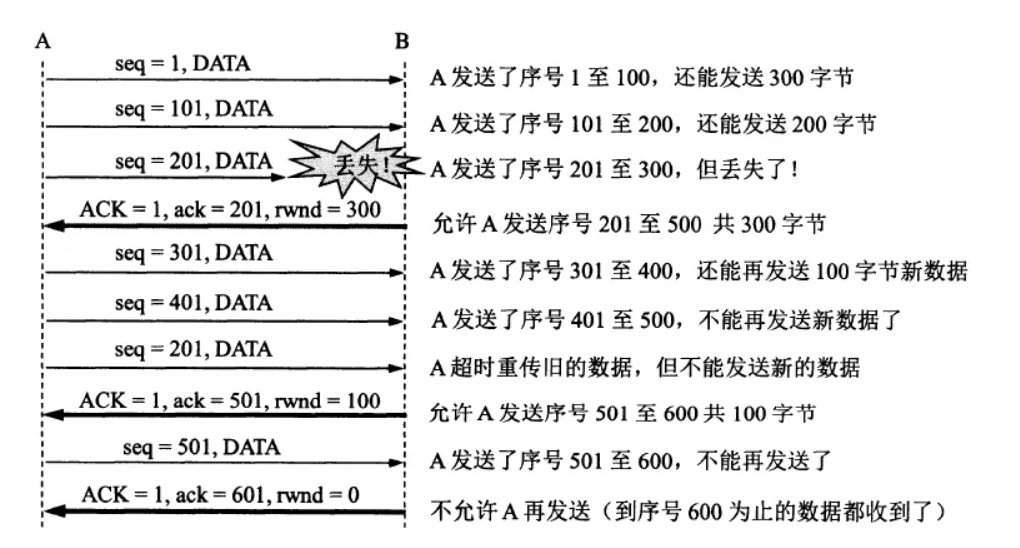 A B
seq = 1, DATA A 发送了序号 1 至 100，还能发送 300 字节
seq = 101, DATA A 发送了序号 101 至 200，还能发送 200 字节
seq = 201, DATA 丢失！ A 发送了序号 201 至 300，但丢失了！
ACK = 1, ack = 201, rwnd = 300 允许 A 发送序号 201 至 500 共 300 字节
seq = 301, DATA A 发送了序号 301 至 400，还能再发送 100 字节新数据
seq = 401, DATA A 发送了序号 401 至 500，不能再发送新数据了
seq = 201, DATA A 超时重传旧的数据，但不能发送新的数据
ACK = 1, ack = 501, rwnd = 100 允许 A 发送序号 501 至 600 共 100 字节
seq = 501, DATA A 发送了序号 501 至 600，不能再发送了
ACK = 1, ack = 601, rwnd = 0 不允许 A 再发送（到序号 600 为止的数据都收到了）